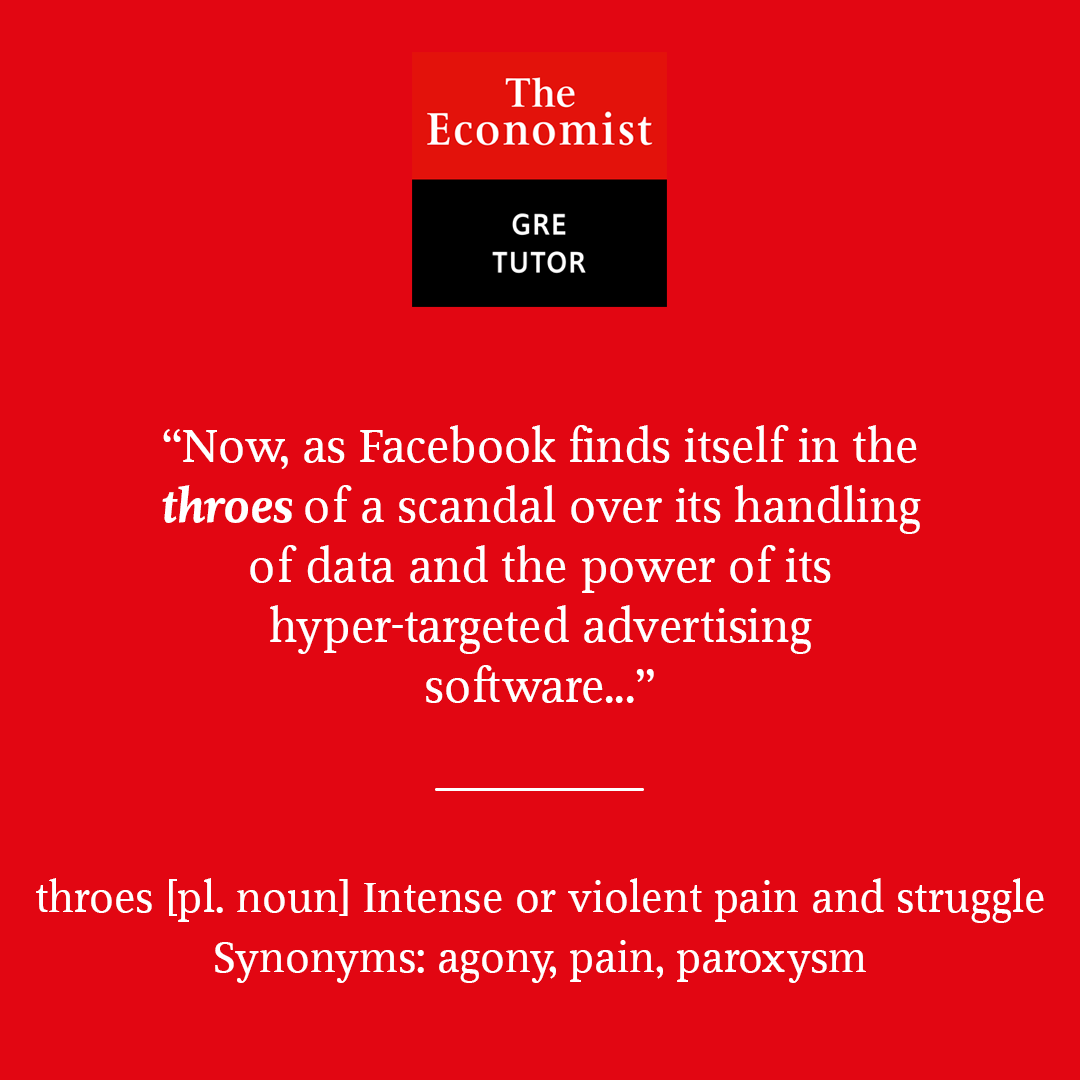 The
Economist
GRE
TUTOR
“Now, as Facebook finds itself in the
throes of a scandal over its handling
of data and the power of its
hyper-targeted advertising
software...”
throes [pl. noun] Intense or violent pain and struggle
Synonyms: agony, pain, paroxysm